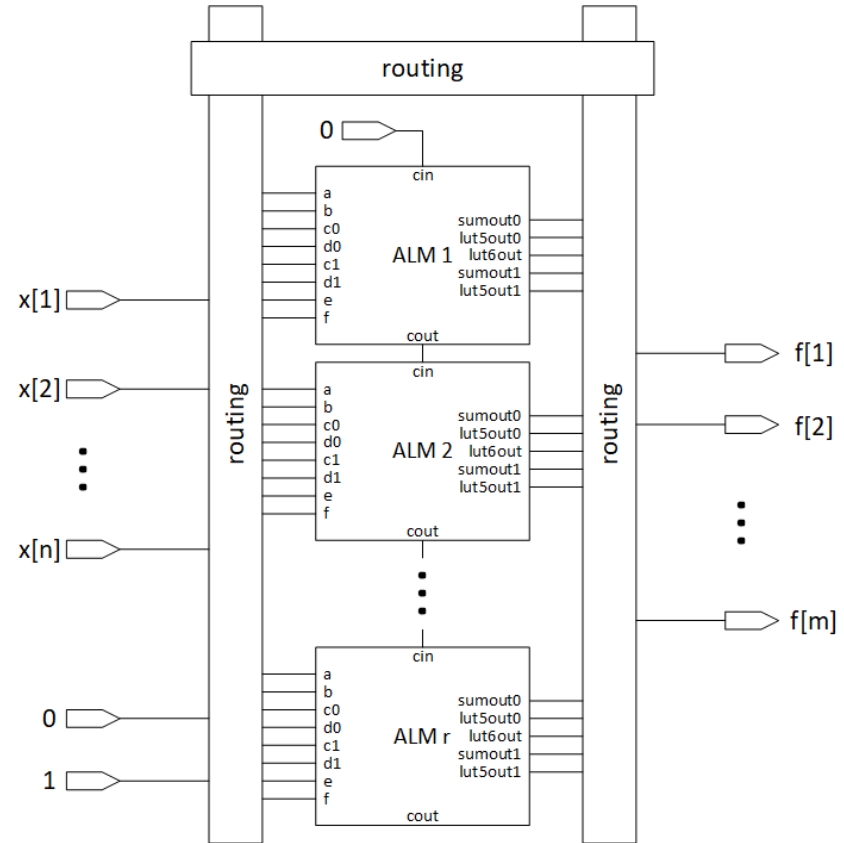 routing
0
cin
a
b
c0
d0
c1
d1
e
f
ALM 1
sumout0
lut5out0
lut6out
sumout1
lut5out1
cout
x[1]
x[2]
x[n]
0
1
routing
cin
a
b
c0
d0
c1
d1
e
f
ALM 2
sumout0
lut5out0
lut6out
sumout1
lut5out1
cout
cin
a
b
c0
d0
c1
d1
e
f
ALM r
sumout0
lut5out0
lut6out
sumout1
lut5out1
cout
routing
f[1]
f[2]
f[m]